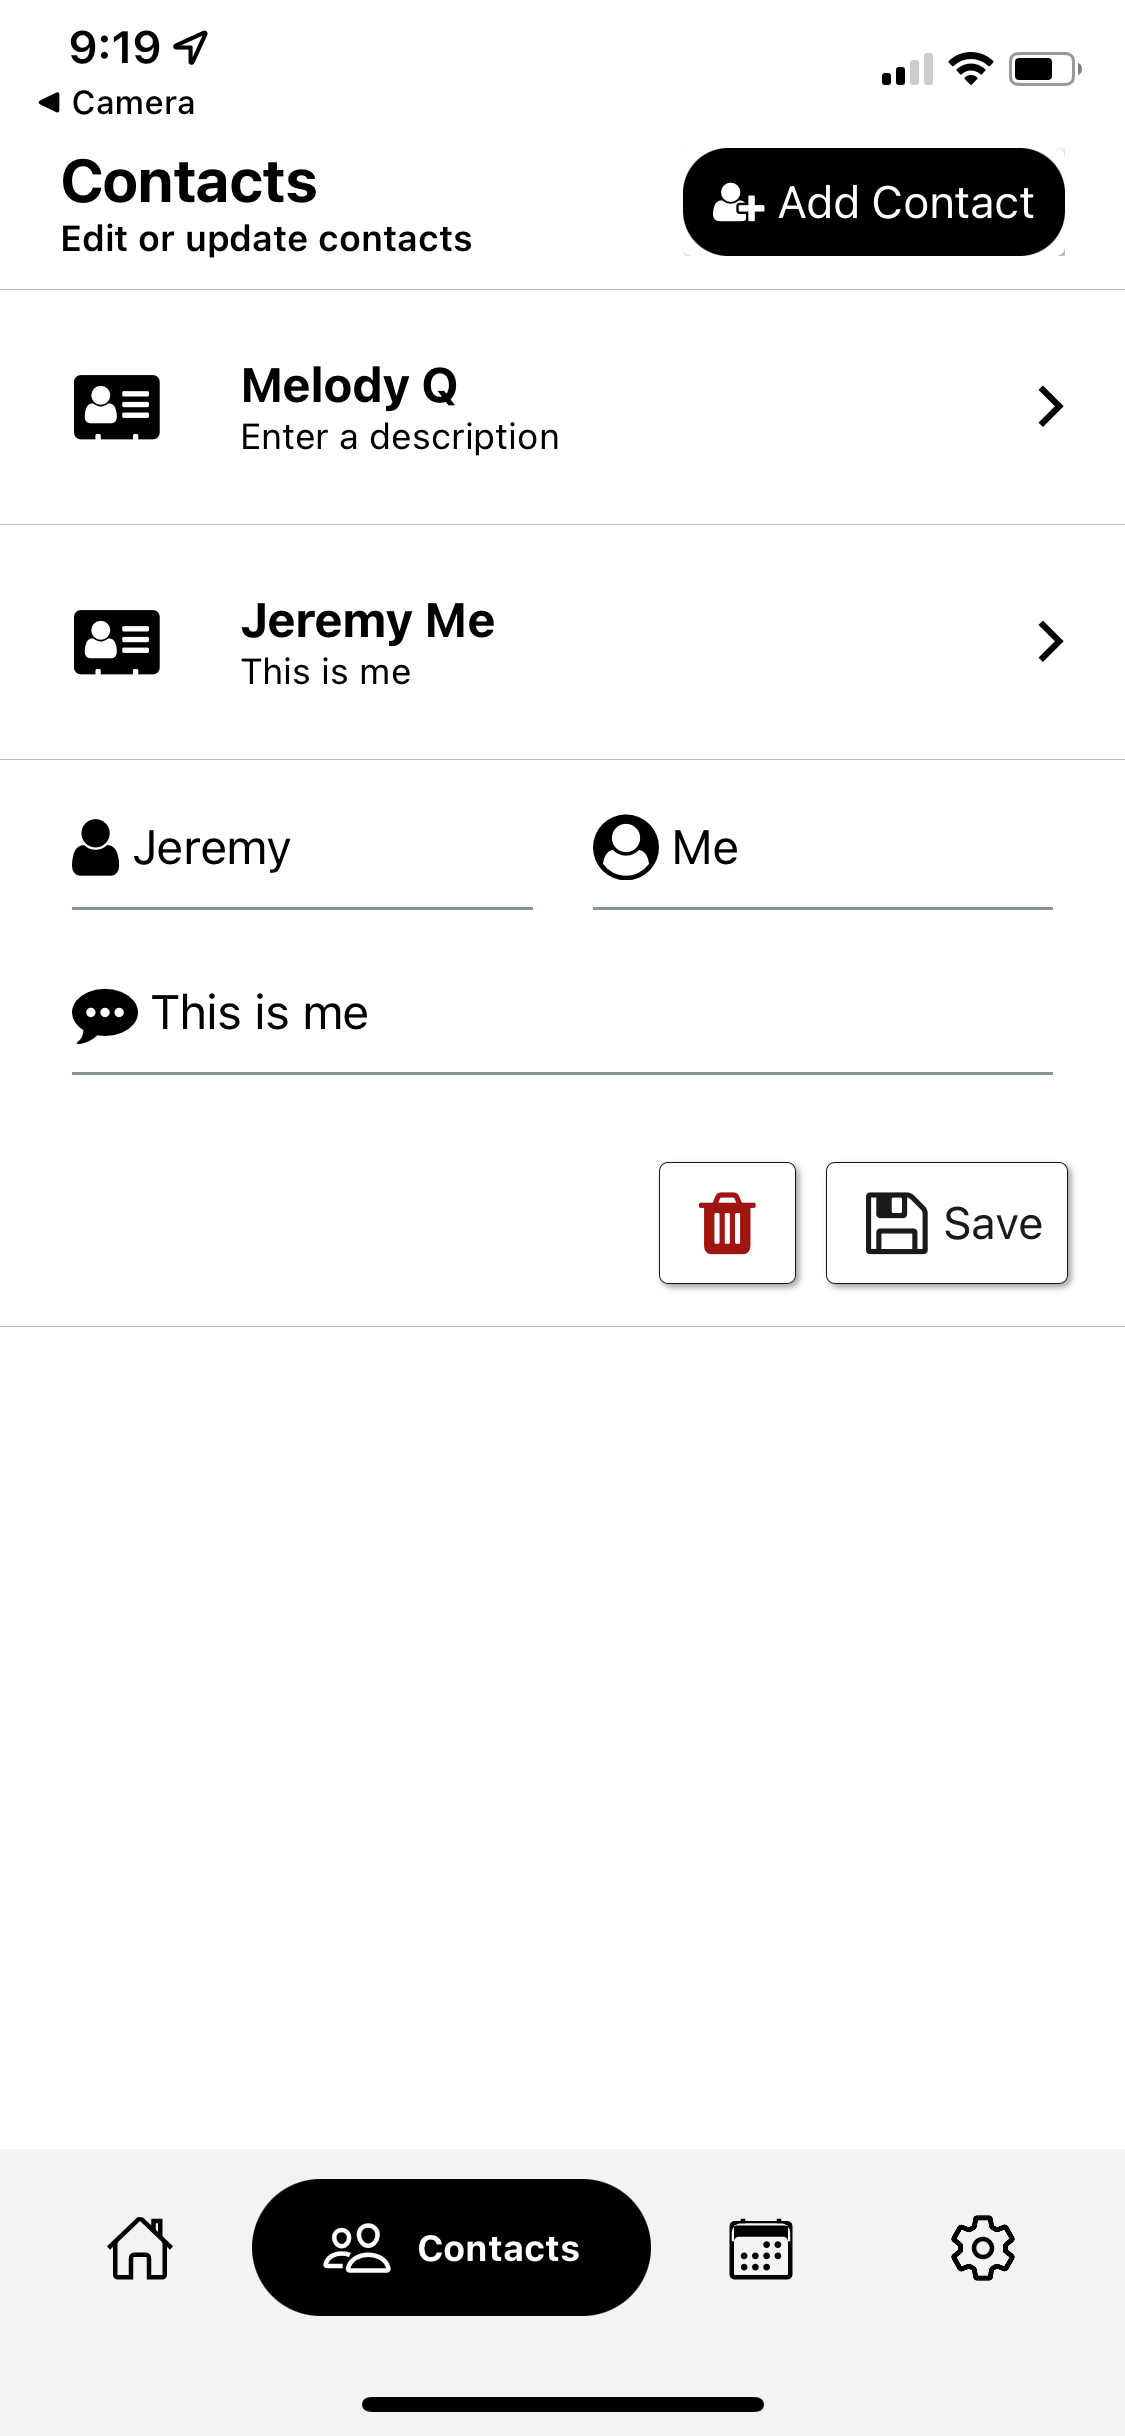 9:19
Camera
Contacts
Edit or update contacts
Add Contact
Melody Q
Enter a description
Jeremy Me
This is me
Jeremy
Me
This is me
Save
Contacts